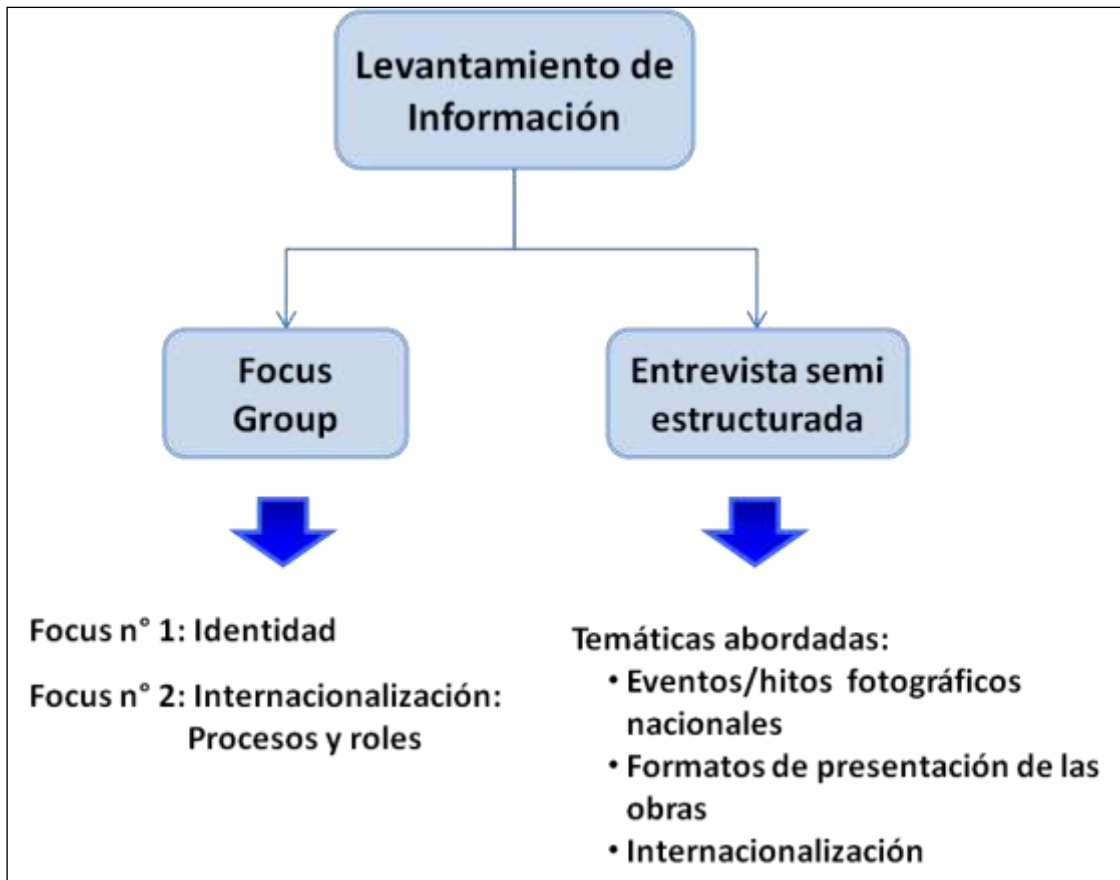 Levantamiento de
Información
Focus
Group
Entrevista semi
estructurada
Focus n° 1: Identidad
Focus n° 2: Internacionalización:
Procesos y roles
Temáticas abordadas:
• Eventos/hitos fotográficos
nacionales
• Formatos de presentación de las
obras
• Internacionalización